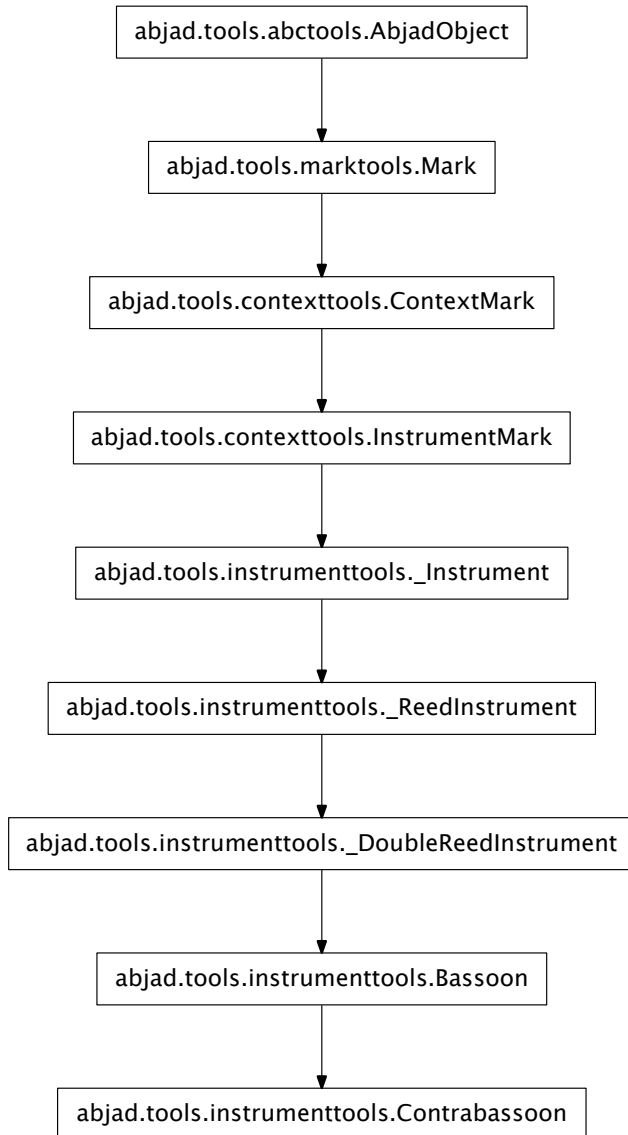 abjad.tools.abctools.AbjadObject
abjad.tools.marktools.Mark
abjad.tools.contexttools.ContextMark
abjad.tools.contexttools.InstrumentMark
abjad.tools.instrumenttools._Instrument
abjad.tools.instrumenttools._ReedInstrument
abjad.tools.instrumenttools._DoubleReedInstrument
abjad.tools.instrumenttools.Bassoon
abjad.tools.instrumenttools.Contrabassoon